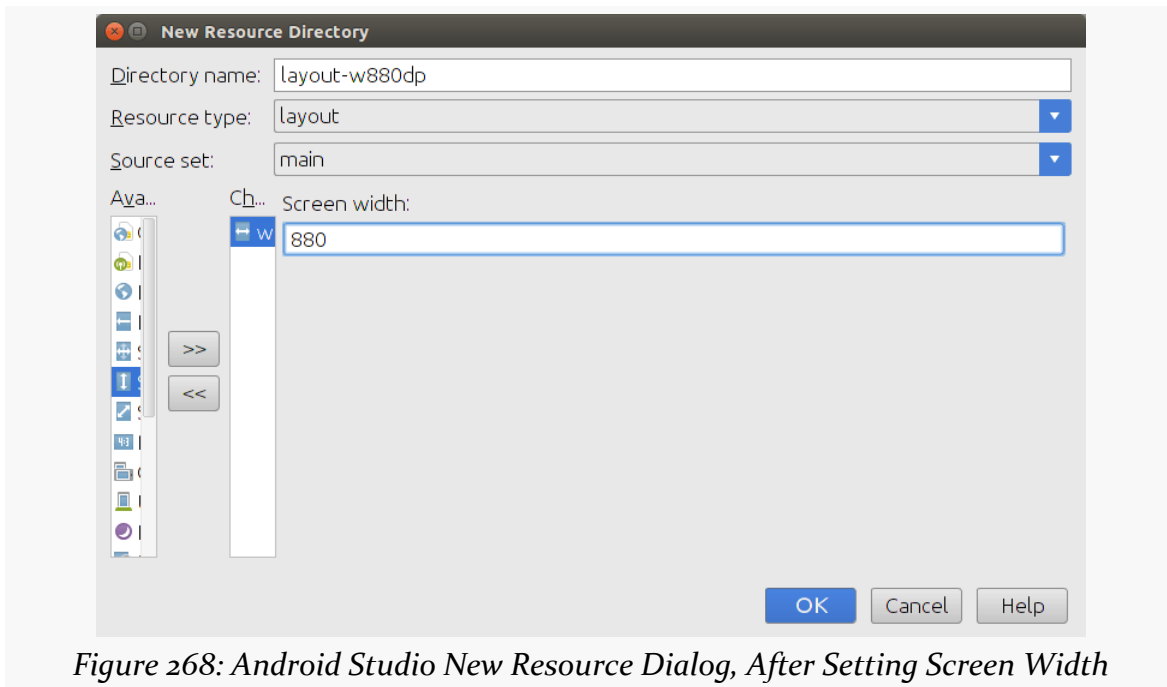 New Resource Directory
Directory name: layout-w880dp
Resource type: layout
Source set: main
Ava... Ch... Screen width:
w 880
>>
<<
OK Cancel Help
Figure 268: Android Studio New Resource Dialog, After Setting Screen Width